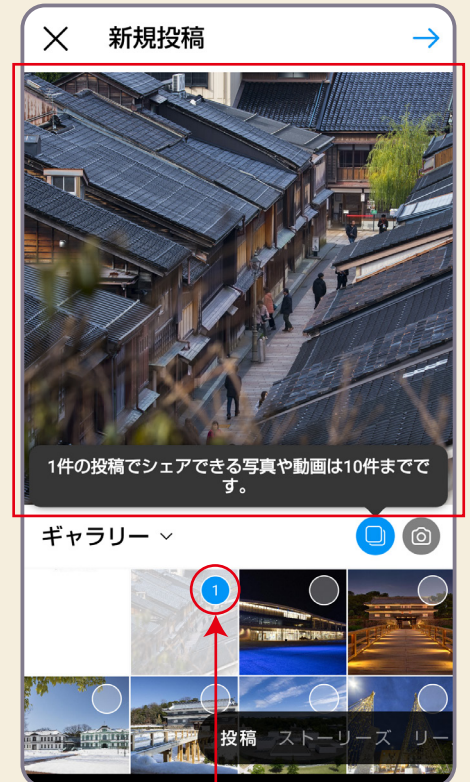 新規投稿
1件の投稿でシェアできる写真や動画は10件までで
す。
ギャラリー
1
投稿 ストーリーズ リー